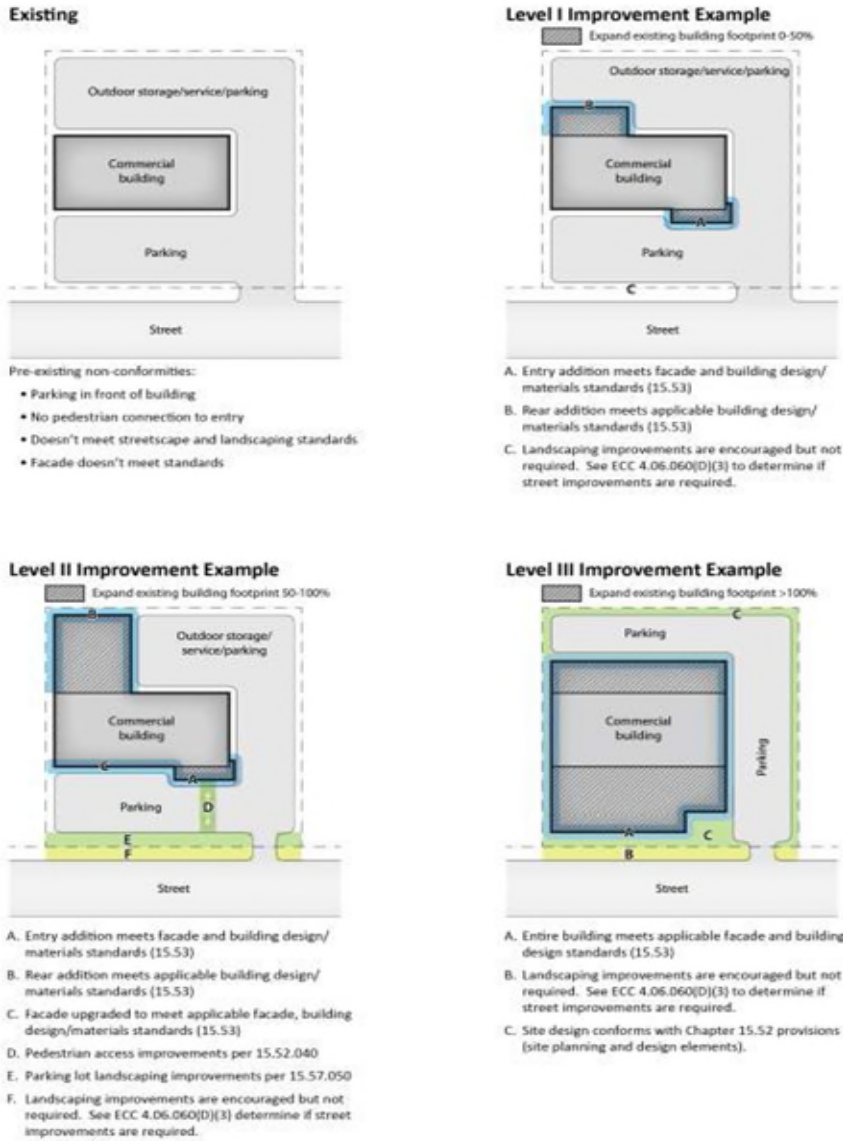 Existing
Outdoor storage/service/parking
Commercial
building
Parking
Street
Pre-existing non-conformities:
• Parking in front of building
• No pedestrian connection to entry
• Doesn't meet streetscape and landscaping standards
• Facade doesn't meet standards
Level I Improvement Example
Expand existing building footprint 0-50%
Outdoor storage/service/parking
B
Commercial
building
A
Parking
C
Street
A. Entry addition meets facade and building design/
materials standards (15.53)
B. Rear addition meets applicable building design/
materials standards (15.53)
C. Landscaping improvements are encouraged but not
required. See ECC 4.06.060(D)(3) to determine if
street improvements are required.
Level II Improvement Example
Expand existing building footprint 50-100%
B
Outdoor storage/
service/parking
Commercial
building
C
A
Parking
D
E
F
Street
A. Entry addition meets facade and building design/
materials standards (15.53)
B. Rear addition meets applicable building design/
materials standards (15.53)
C. Facade upgraded to meet applicable facade, building
design/materials standards (15.53)
D. Pedestrian access improvements per 15.52.040
E. Parking lot landscaping improvements per 15.57.050
F. Landscaping improvements are encouraged but not
required. See ECC 4.06.060(D)(3) determine if street
improvements are required.
Level III Improvement Example
Expand existing building footprint >100%
C
Parking
Commercial
building
Parking
A
C
B
Street
A. Entire building meets applicable facade and building
design standards (15.53)
B. Landscaping improvements are encouraged but not
required. See ECC 4.06.060(D)(3) to determine if
street improvements are required.
C. Site design conforms with Chapter 15.52 provisions
(site planning and design elements).